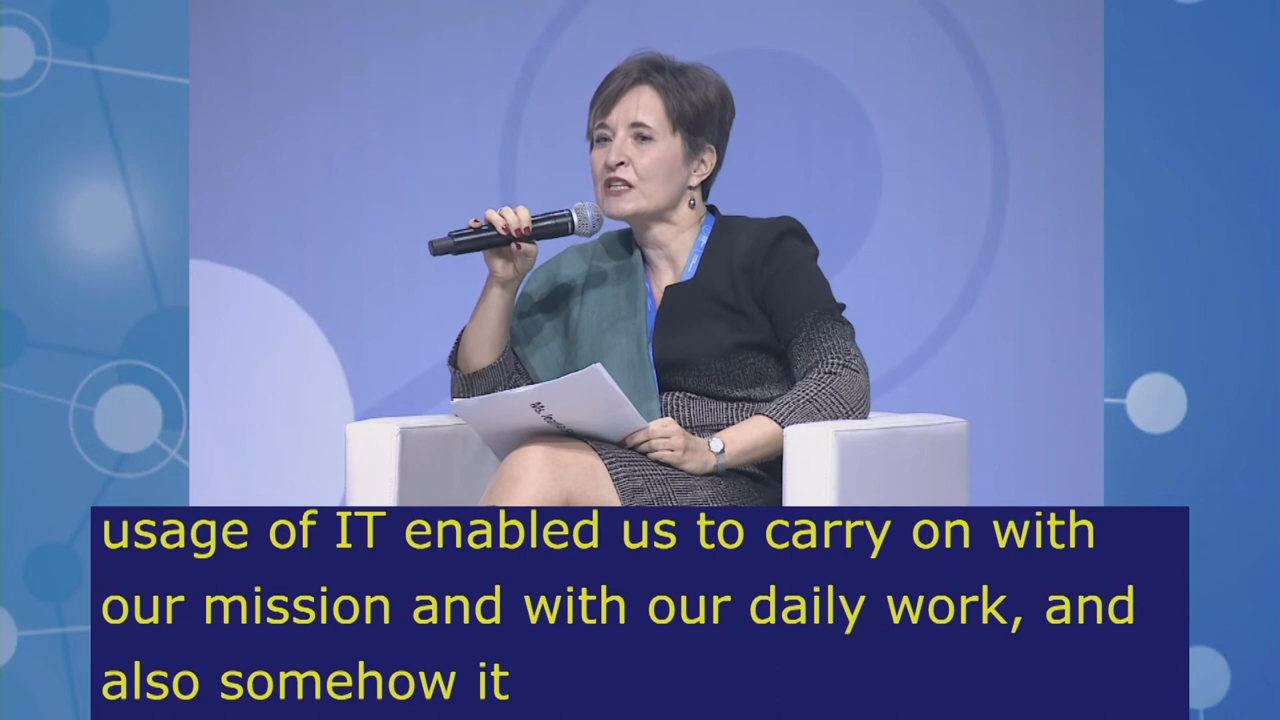 Ms.
usage of IT enabled us to carry on with
our mission and with our daily work, and
also somehow it